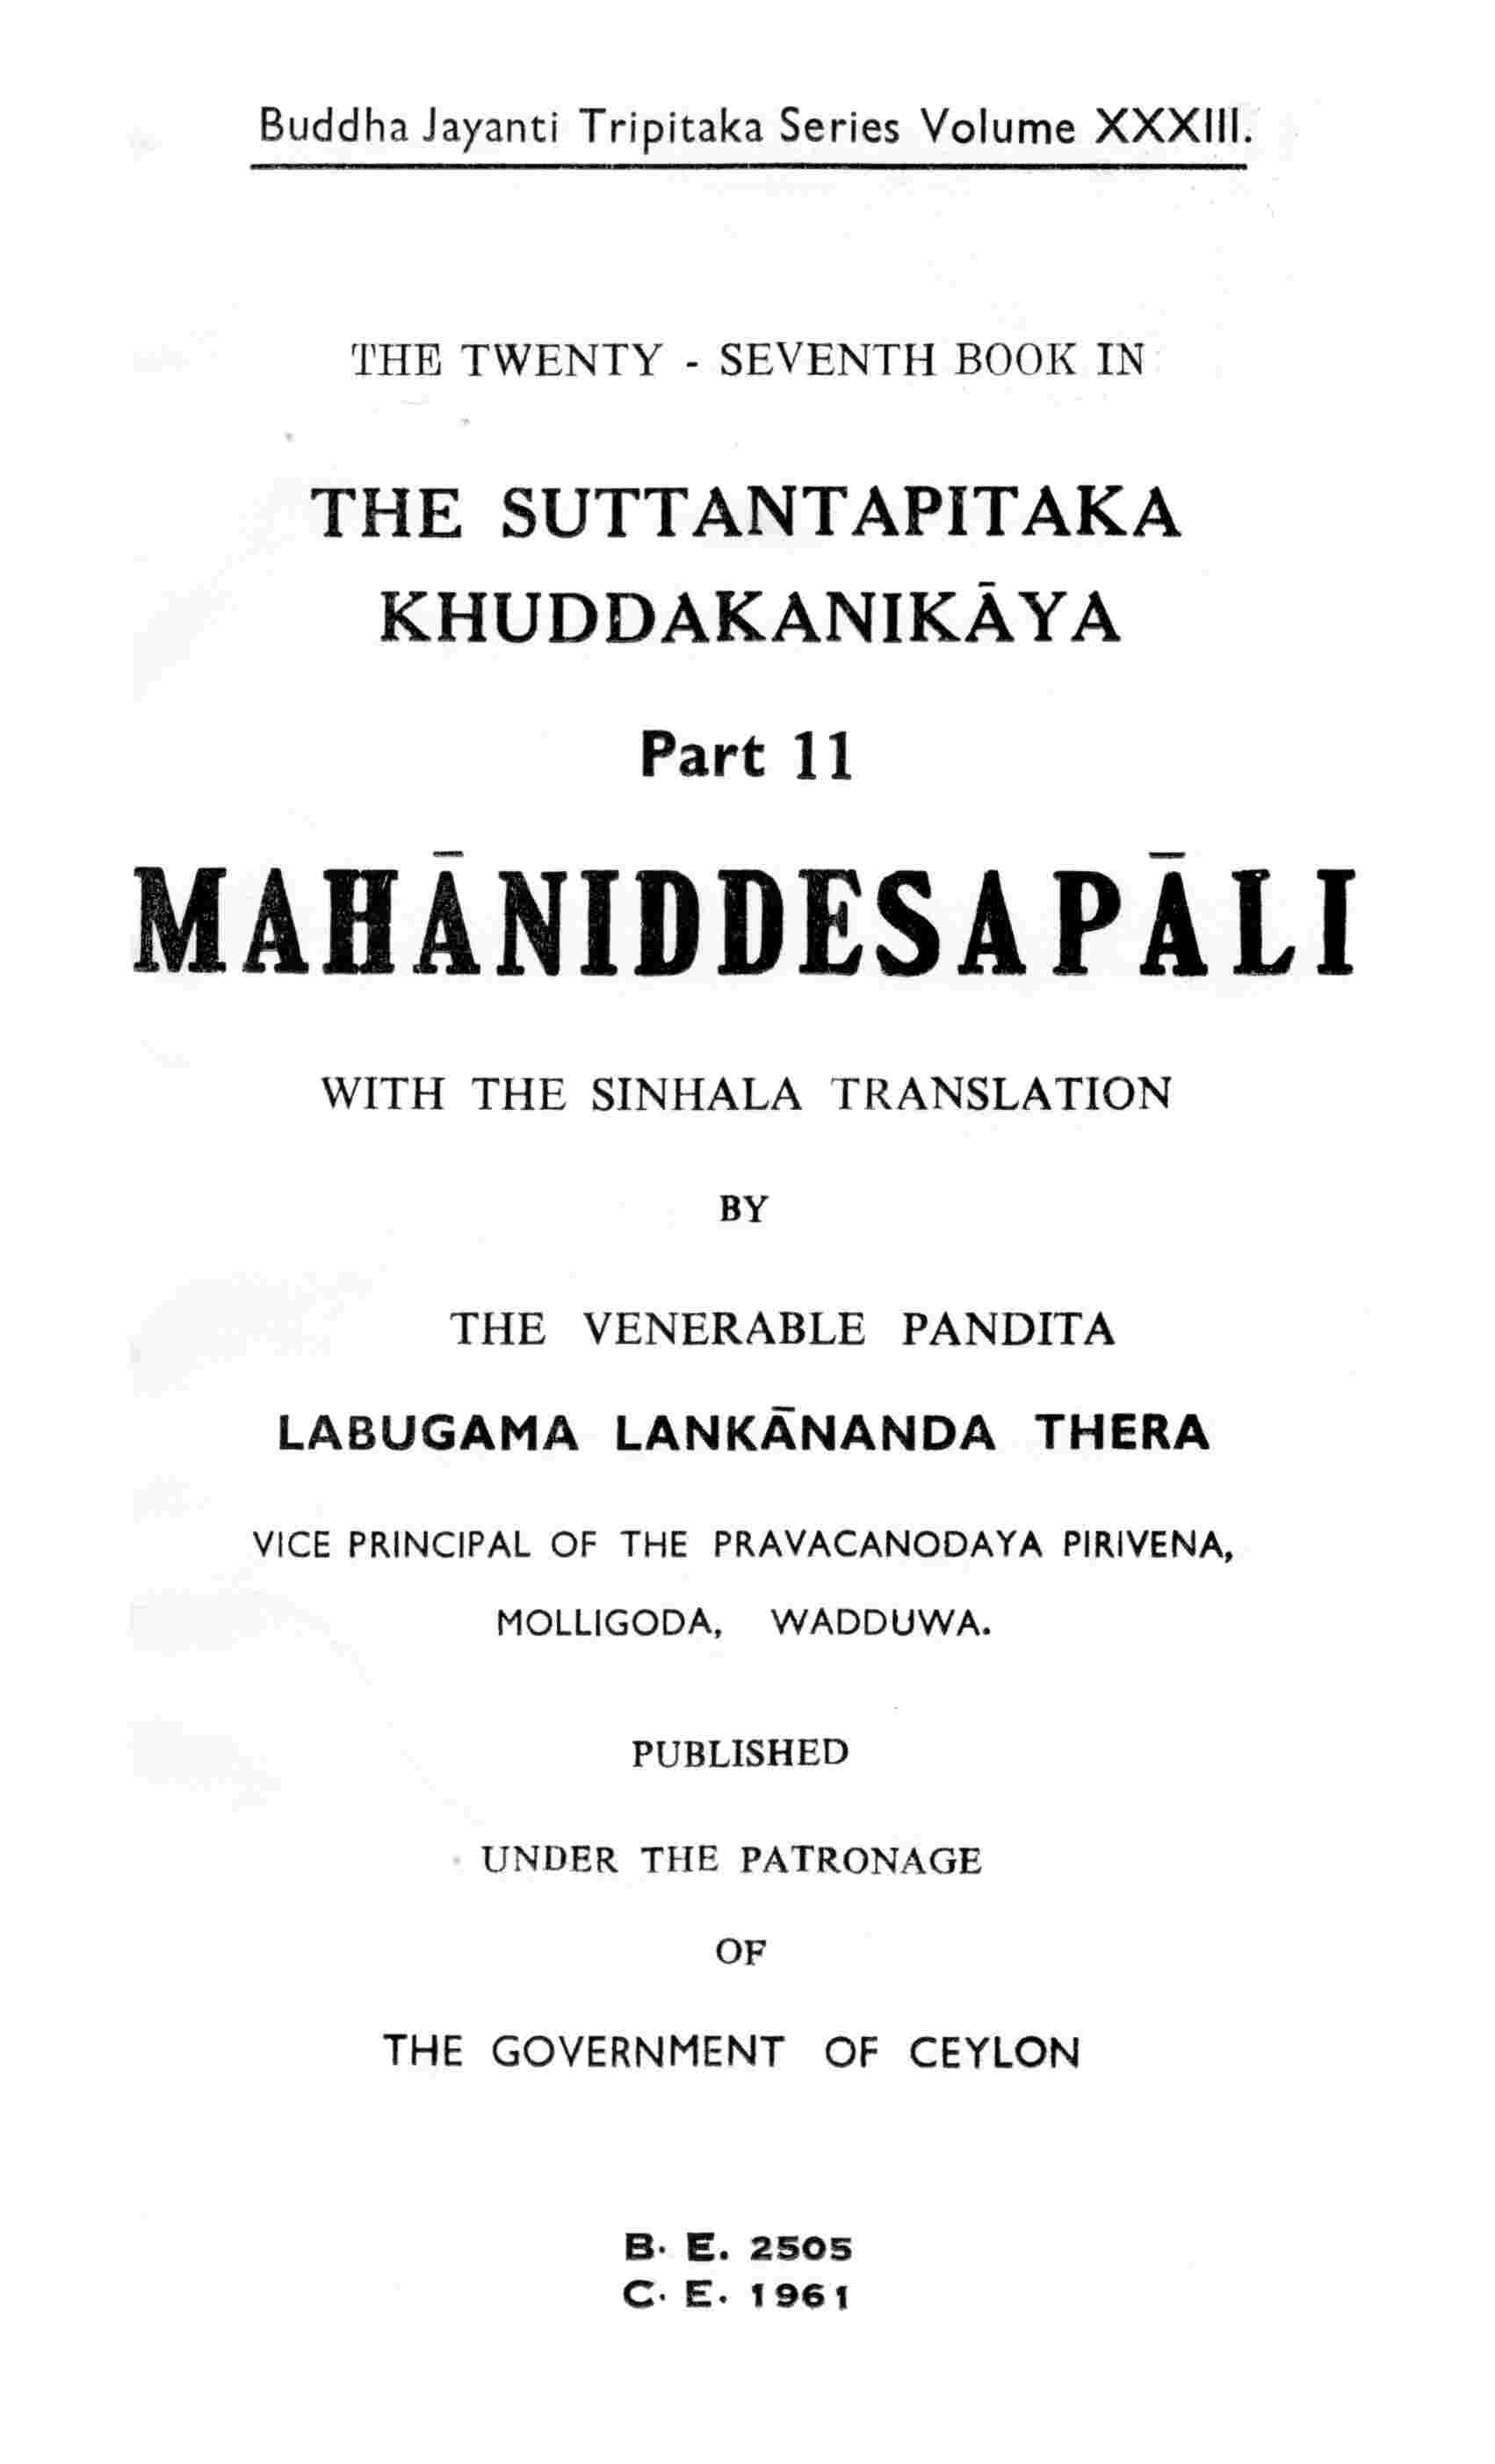 Buddha Jayanti Tripitaka Series Volume XXXIII.
THE TWENTY - SEVENTH BOOK IN
THE SUTTANTAPITAKA
KHUDDAKANIKĀYA
Part 11
MAHĀNIDDESAPĀLI
WITH THE SINHALA TRANSLATION
BY
THE VENERABLE PANDITA
LABUGAMA LANKĀNANDA THERA
VICE PRINCIPAL OF THE PRAVACANODAYA PIRIVENA,
MOLLIGODA, WADDUWA.
PUBLISHED
UNDER THE PATRONAGE
OF
THE GOVERNMENT OF CEYLON
B. E. 2505
C. E. 1961